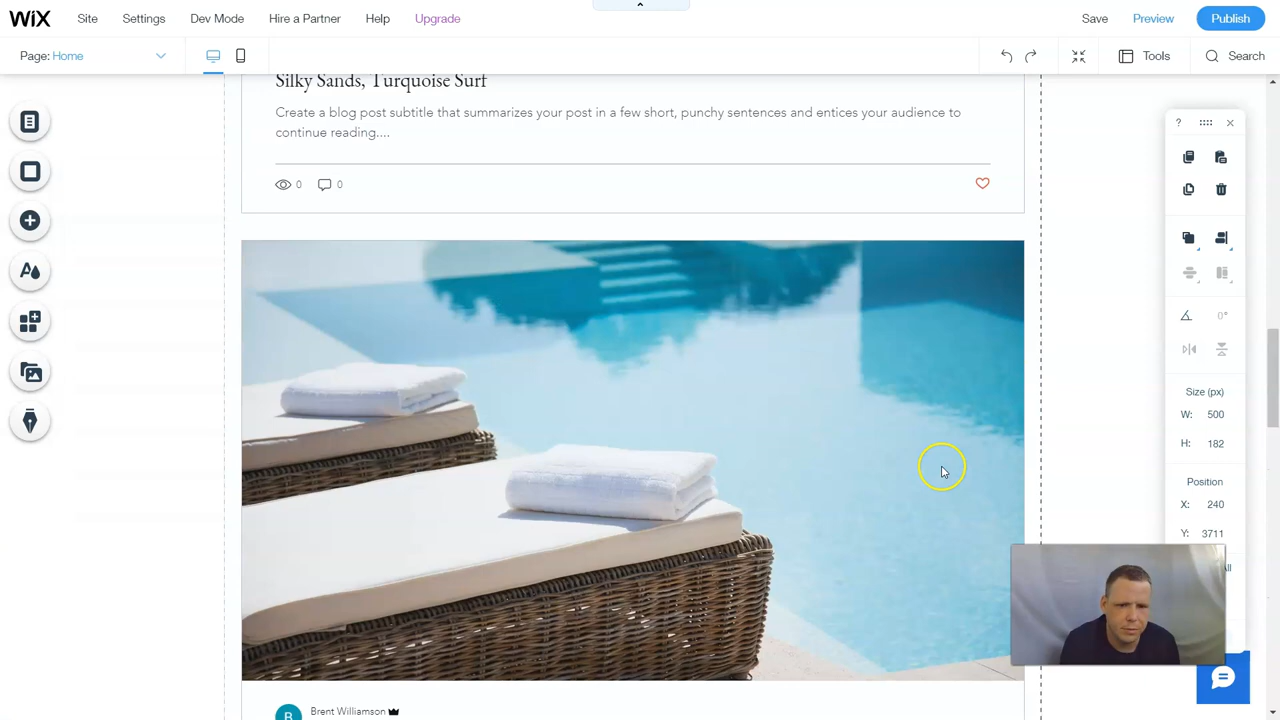 WiX Site Settings Dev Mode Hire a Partner Help Upgrade Save Preview Publish
Page: Home Tools Search
Silky Sands, Turquoise Surf
Create a blog post subtitle that summarizes your post in a few short, punchy sentences and entices your audience to
continue reading....
0 0
? ×
0°
Size (px)
W: 500
H: 182
Position
X: 240
Y: 3711
All
B Brent Williamson